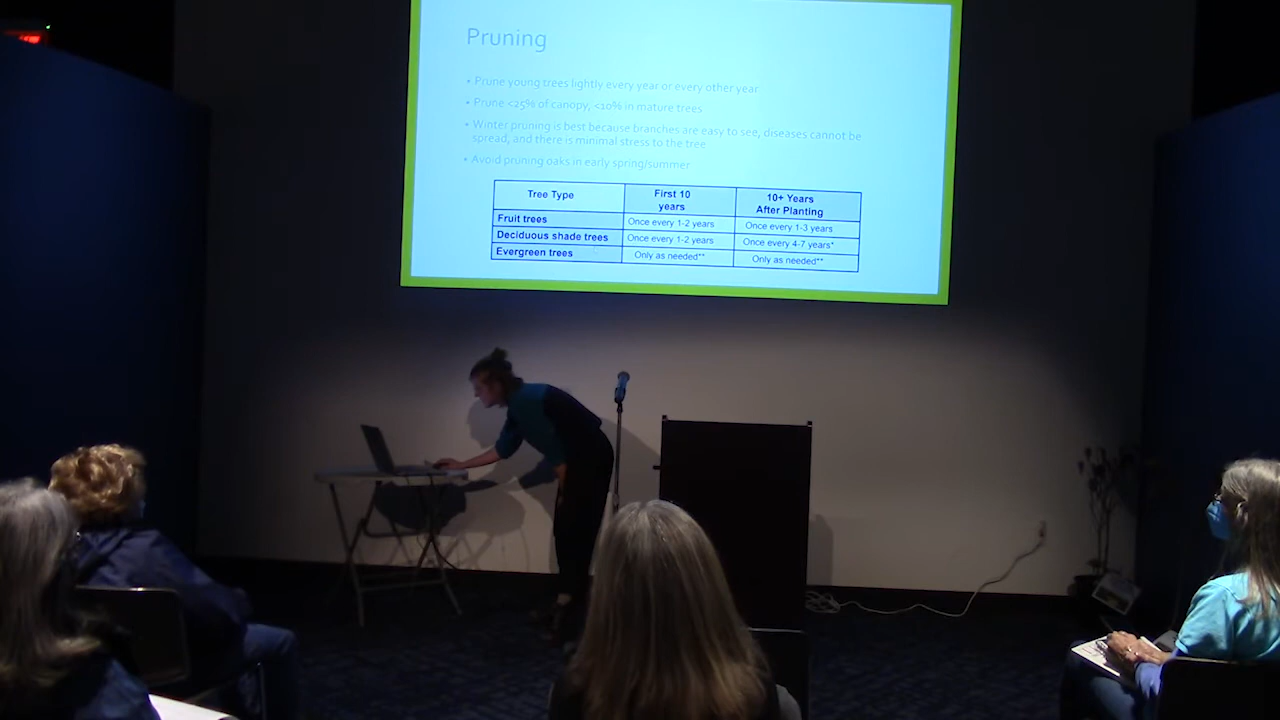 Pruning
• Prune young trees lightly every year or every other year
• Prune <25% of canopy, <10% in mature trees
• Winter pruning is best because branches are easy to see, diseases cannot be
spread, and there is minimal stress to the tree
• Avoid pruning oaks in early spring/summer
Tree Type First 10 years 10+ Years After Planting
Fruit trees Once every 1-2 years Once every 1-3 years
Deciduous shade trees Once every 1-2 years Once every 4-7 years*
Evergreen trees Only as needed** Only as needed**